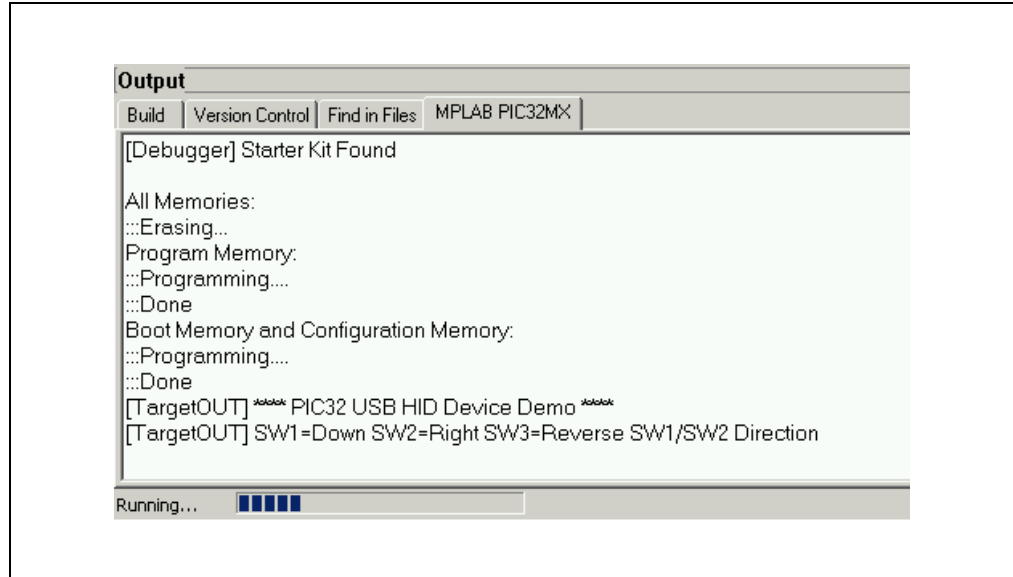 Output
Build Version Control Find in Files MPLAB PIC32MX
[Debugger] Starter Kit Found
All Memories:
:::Erasing...
Program Memory:
:::Programming....
:::Done
Boot Memory and Configuration Memory:
:::Programming....
:::Done
[TargetOUT] **** PIC32 USB HID Device Demo ****
[TargetOUT] SW1=Down SW2=Right SW3=Reverse SW1/SW2 Direction
Running...